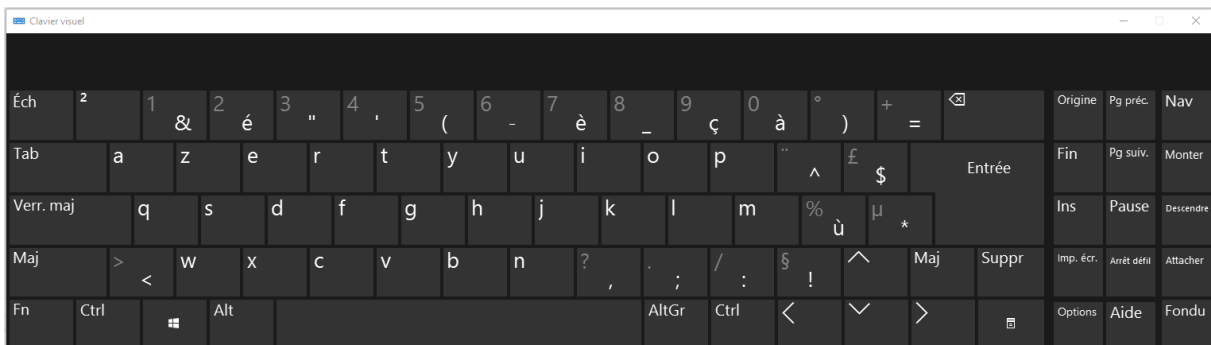 Clavier visuel
Éch ² 1 & 2 é 3 " 4 ' 5 ( 6 - 7 è 8 _ 9 ç 0 à ° ) + = Origine Pg préc. Nav
Tab a z e r t y u i o p ¨ ^ £ $ Entrée Fin Pg suiv. Monter
Verr. maj q s d f g h j k l m % ù µ * Ins Pause Descendre
Maj > < w x c v b n ? , . ; / : § ! Maj Suppr Imp. écr. Arrêt défil Attacher
Fn Ctrl Alt AltGr Ctrl Options Aide Fondu